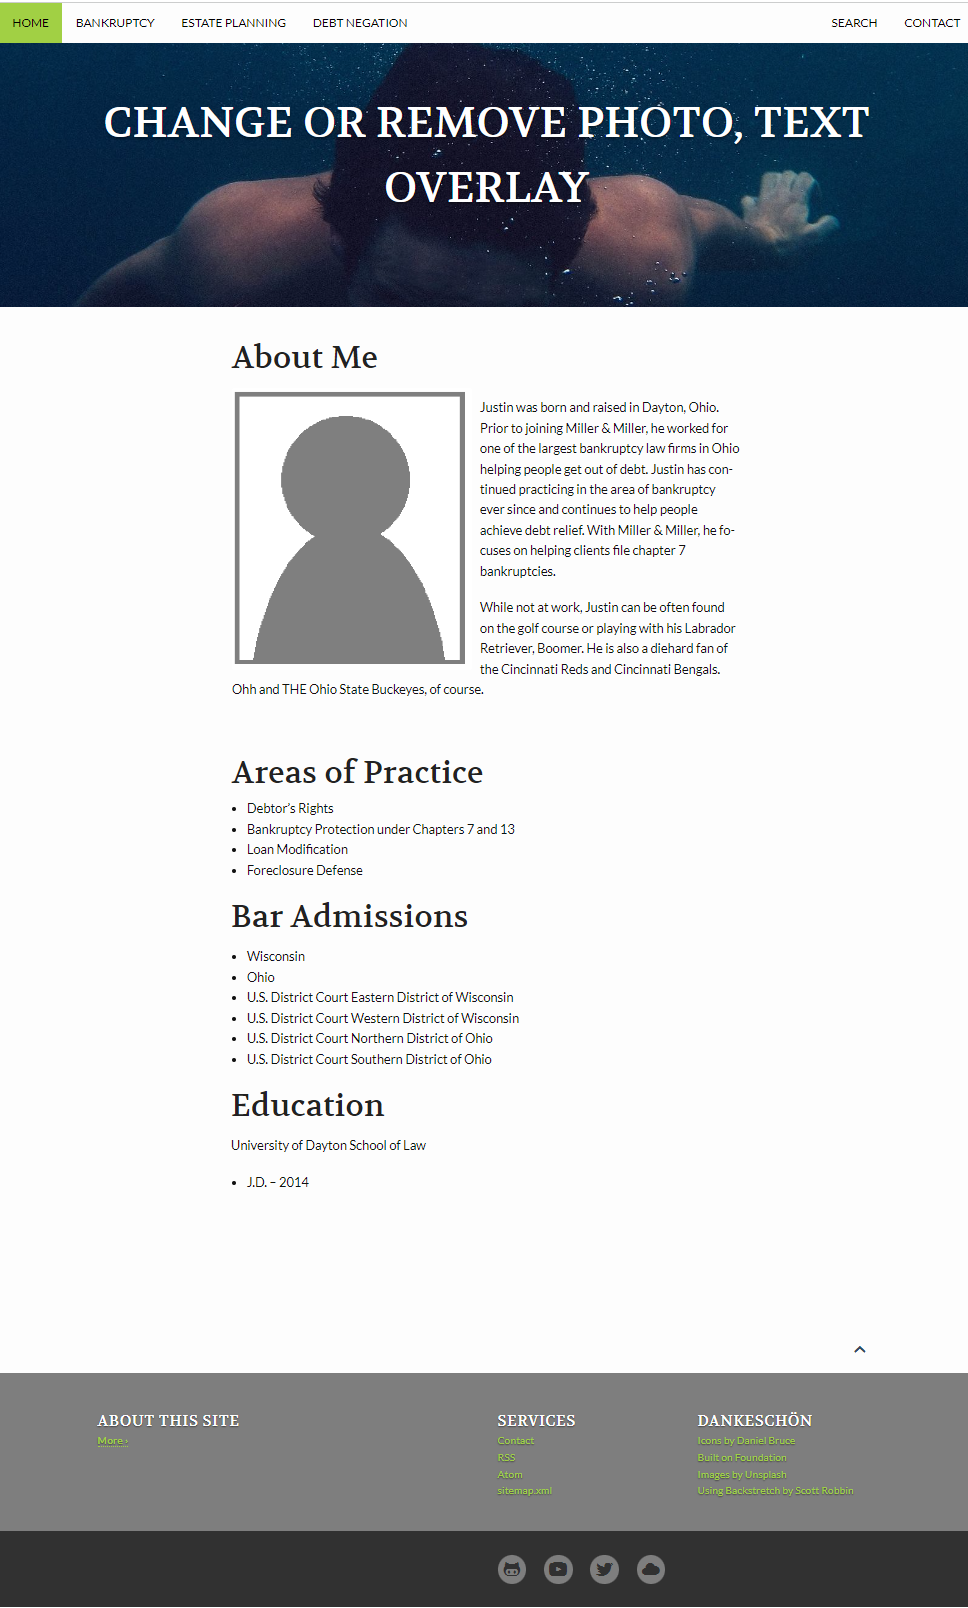 HOME BANKRUPTCY ESTATE PLANNING DEBT NEGATION SEARCH CONTACT
CHANGE OR REMOVE PHOTO, TEXT
OVERLAY
About Me
Justin was born and raised in Dayton, Ohio.
Prior to joining Miller & Miller, he worked for
one of the largest bankruptcy law firms in Ohio
helping people get out of debt. Justin has con-
tinued practicing in the area of bankruptcy
ever since and continues to help people
achieve debt relief. With Miller & Miller, he fo-
cuses on helping clients file chapter 7
bankruptcies.
While not at work, Justin can be often found
on the golf course or playing with his Labrador
Retriever, Boomer. He is also a diehard fan of
the Cincinnati Reds and Cincinnati Bengals.
Ohh and THE Ohio State Buckeyes, of course.
Areas of Practice
• Debtor's Rights
• Bankruptcy Protection under Chapters 7 and 13
• Loan Modification
• Foreclosure Defense
Bar Admissions
• Wisconsin
• Ohio
• U.S. District Court Eastern District of Wisconsin
• U.S. District Court Western District of Wisconsin
• U.S. District Court Northern District of Ohio
• U.S. District Court Southern District of Ohio
Education
University of Dayton School of Law
• J.D. – 2014
ABOUT THIS SITE
More ›
SERVICES
Contact
RSS
Atom
sitemap.xml
DANKESCHÖN
Icons by Daniel Bruce
Built on Foundation
Images by Unsplash
Using Backstretch by Scott Robbin